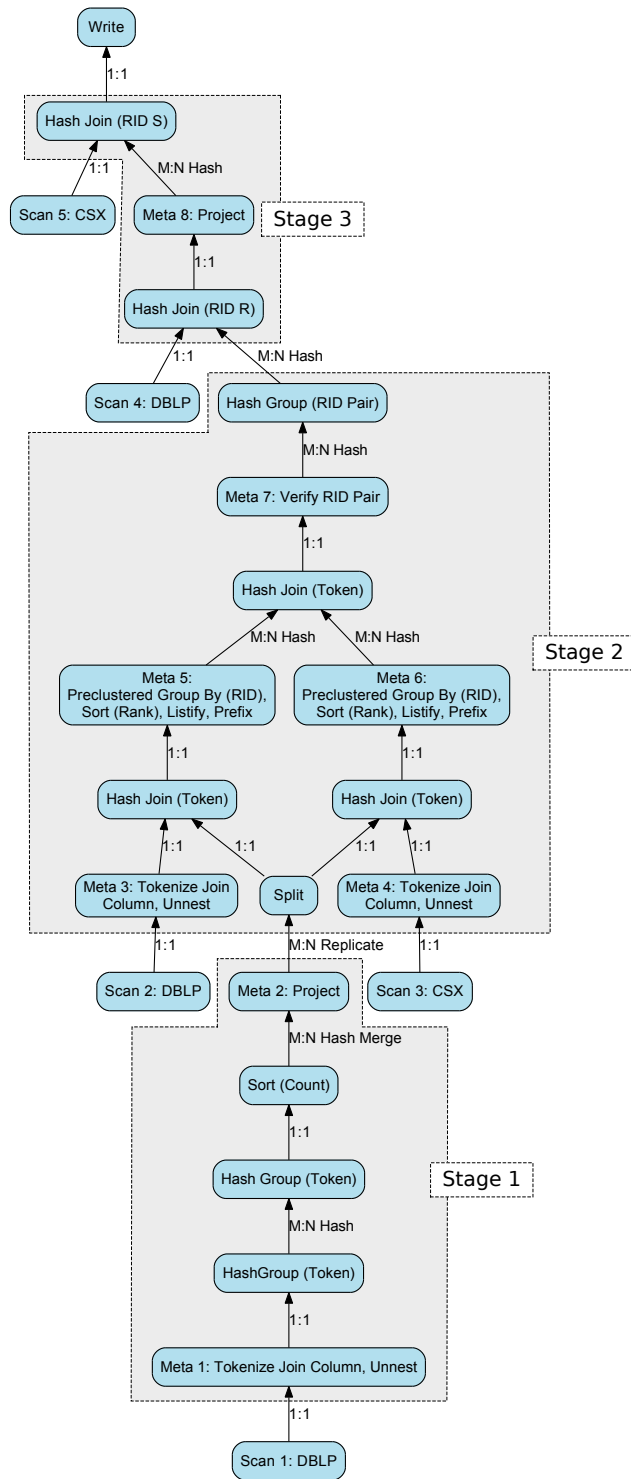 Write
1:1
Hash Join (RID S)
1:1
M:N Hash
Scan 5: CSX
Meta 8: Project
Stage 3
1:1
Hash Join (RID R)
1:1
M:N Hash
Scan 4: DBLP
Hash Group (RID Pair)
M:N Hash
Meta 7: Verify RID Pair
1:1
Hash Join (Token)
M:N Hash
M:N Hash
Stage 2
Meta 5:
Preclustered Group By (RID),
Sort (Rank), Listify, Prefix
Meta 6:
Preclustered Group By (RID),
Sort (Rank), Listify, Prefix
1:1
1:1
Hash Join (Token)
Hash Join (Token)
1:1
1:1
1:1
1:1
Meta 3: Tokenize Join
Column, Unnest
Split
Meta 4: Tokenize Join
Column, Unnest
1:1
M:N Replicate
1:1
Scan 2: DBLP
Meta 2: Project
Scan 3: CSX
M:N Hash Merge
Sort (Count)
1:1
Hash Group (Token)
Stage 1
M:N Hash
HashGroup (Token)
1:1
Meta 1: Tokenize Join Column, Unnest
1:1
Scan 1: DBLP